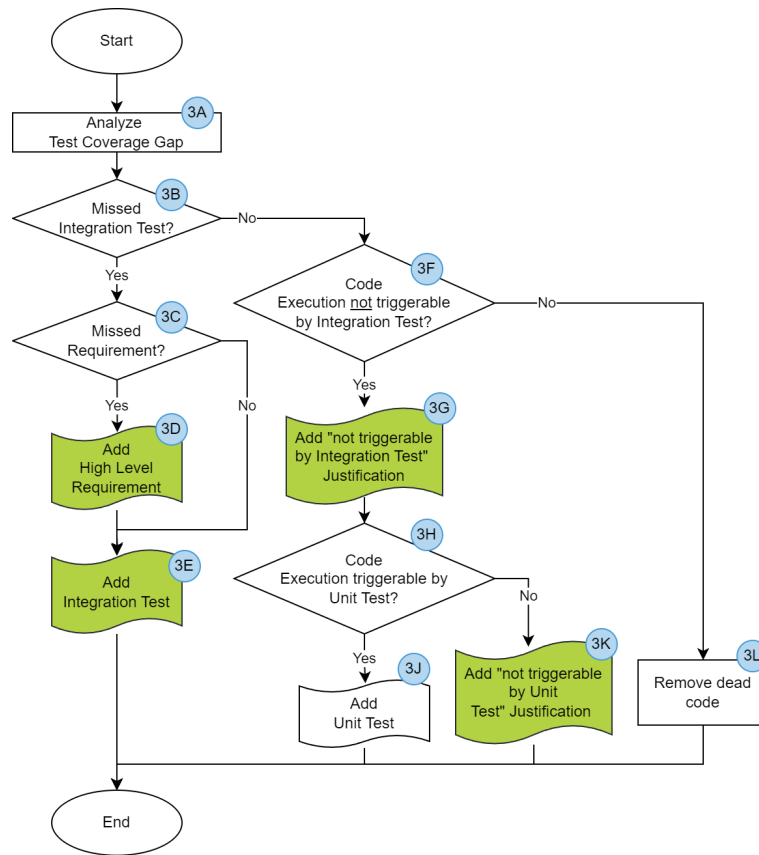 Start
3A
Analyze
Test Coverage Gap
3B
Missed
Integration Test?
No
Yes
3F
Code
Execution not triggerable
by Integration Test?
No
3C
Missed
Requirement?
Yes
No
Yes
3D
Add
High Level
Requirement
3G
Add "not triggerable
by Integration Test"
Justification
3E
Add
Integration Test
3H
Code
Execution triggerable by
Unit Test?
No
Yes
3J
Add
Unit Test
3K
Add "not triggerable
by Unit
Test" Justification
3L
Remove dead
code
End